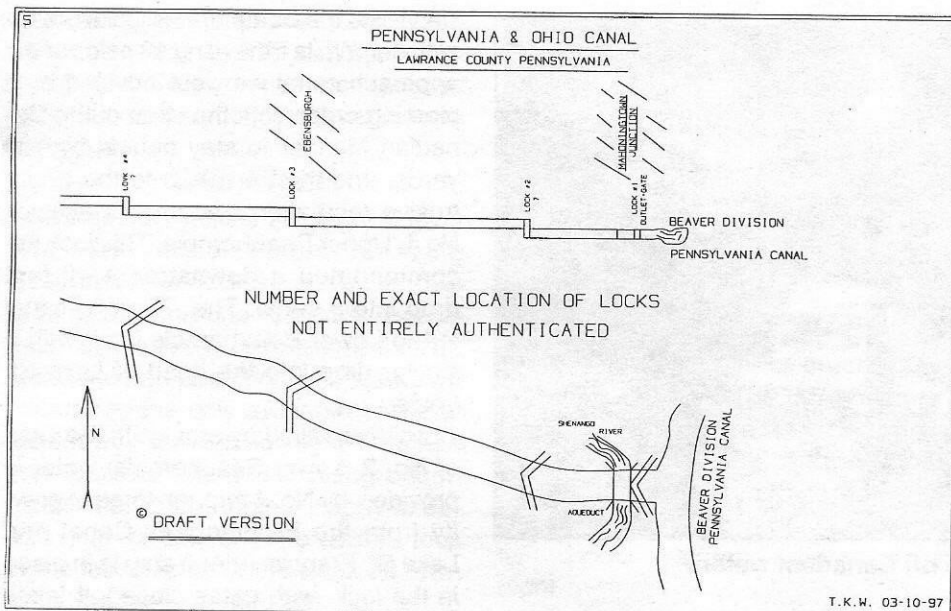 S
PENNSYLVANIA & OHIO CANAL
LAWRANCE COUNTY PENNSYLVANIA
EBENSBURGH
MAHONINGTOWN
JUNCTION
LOVK #4
?
LOCK #3
LOCK #2
?
LOCK #1
OUTLET-GATE
BEAVER DIVISION
PENNSYLVANIA CANAL
NUMBER AND EXACT LOCATION OF LOCKS
NOT ENTIRELY AUTHENTICATED
SHENANGO
RIVER
N
AQUEDUCT
BEAVER DIVISION
PENNSYLVANIA CANAL
© DRAFT VERSION
T.K.W. 03-10-97